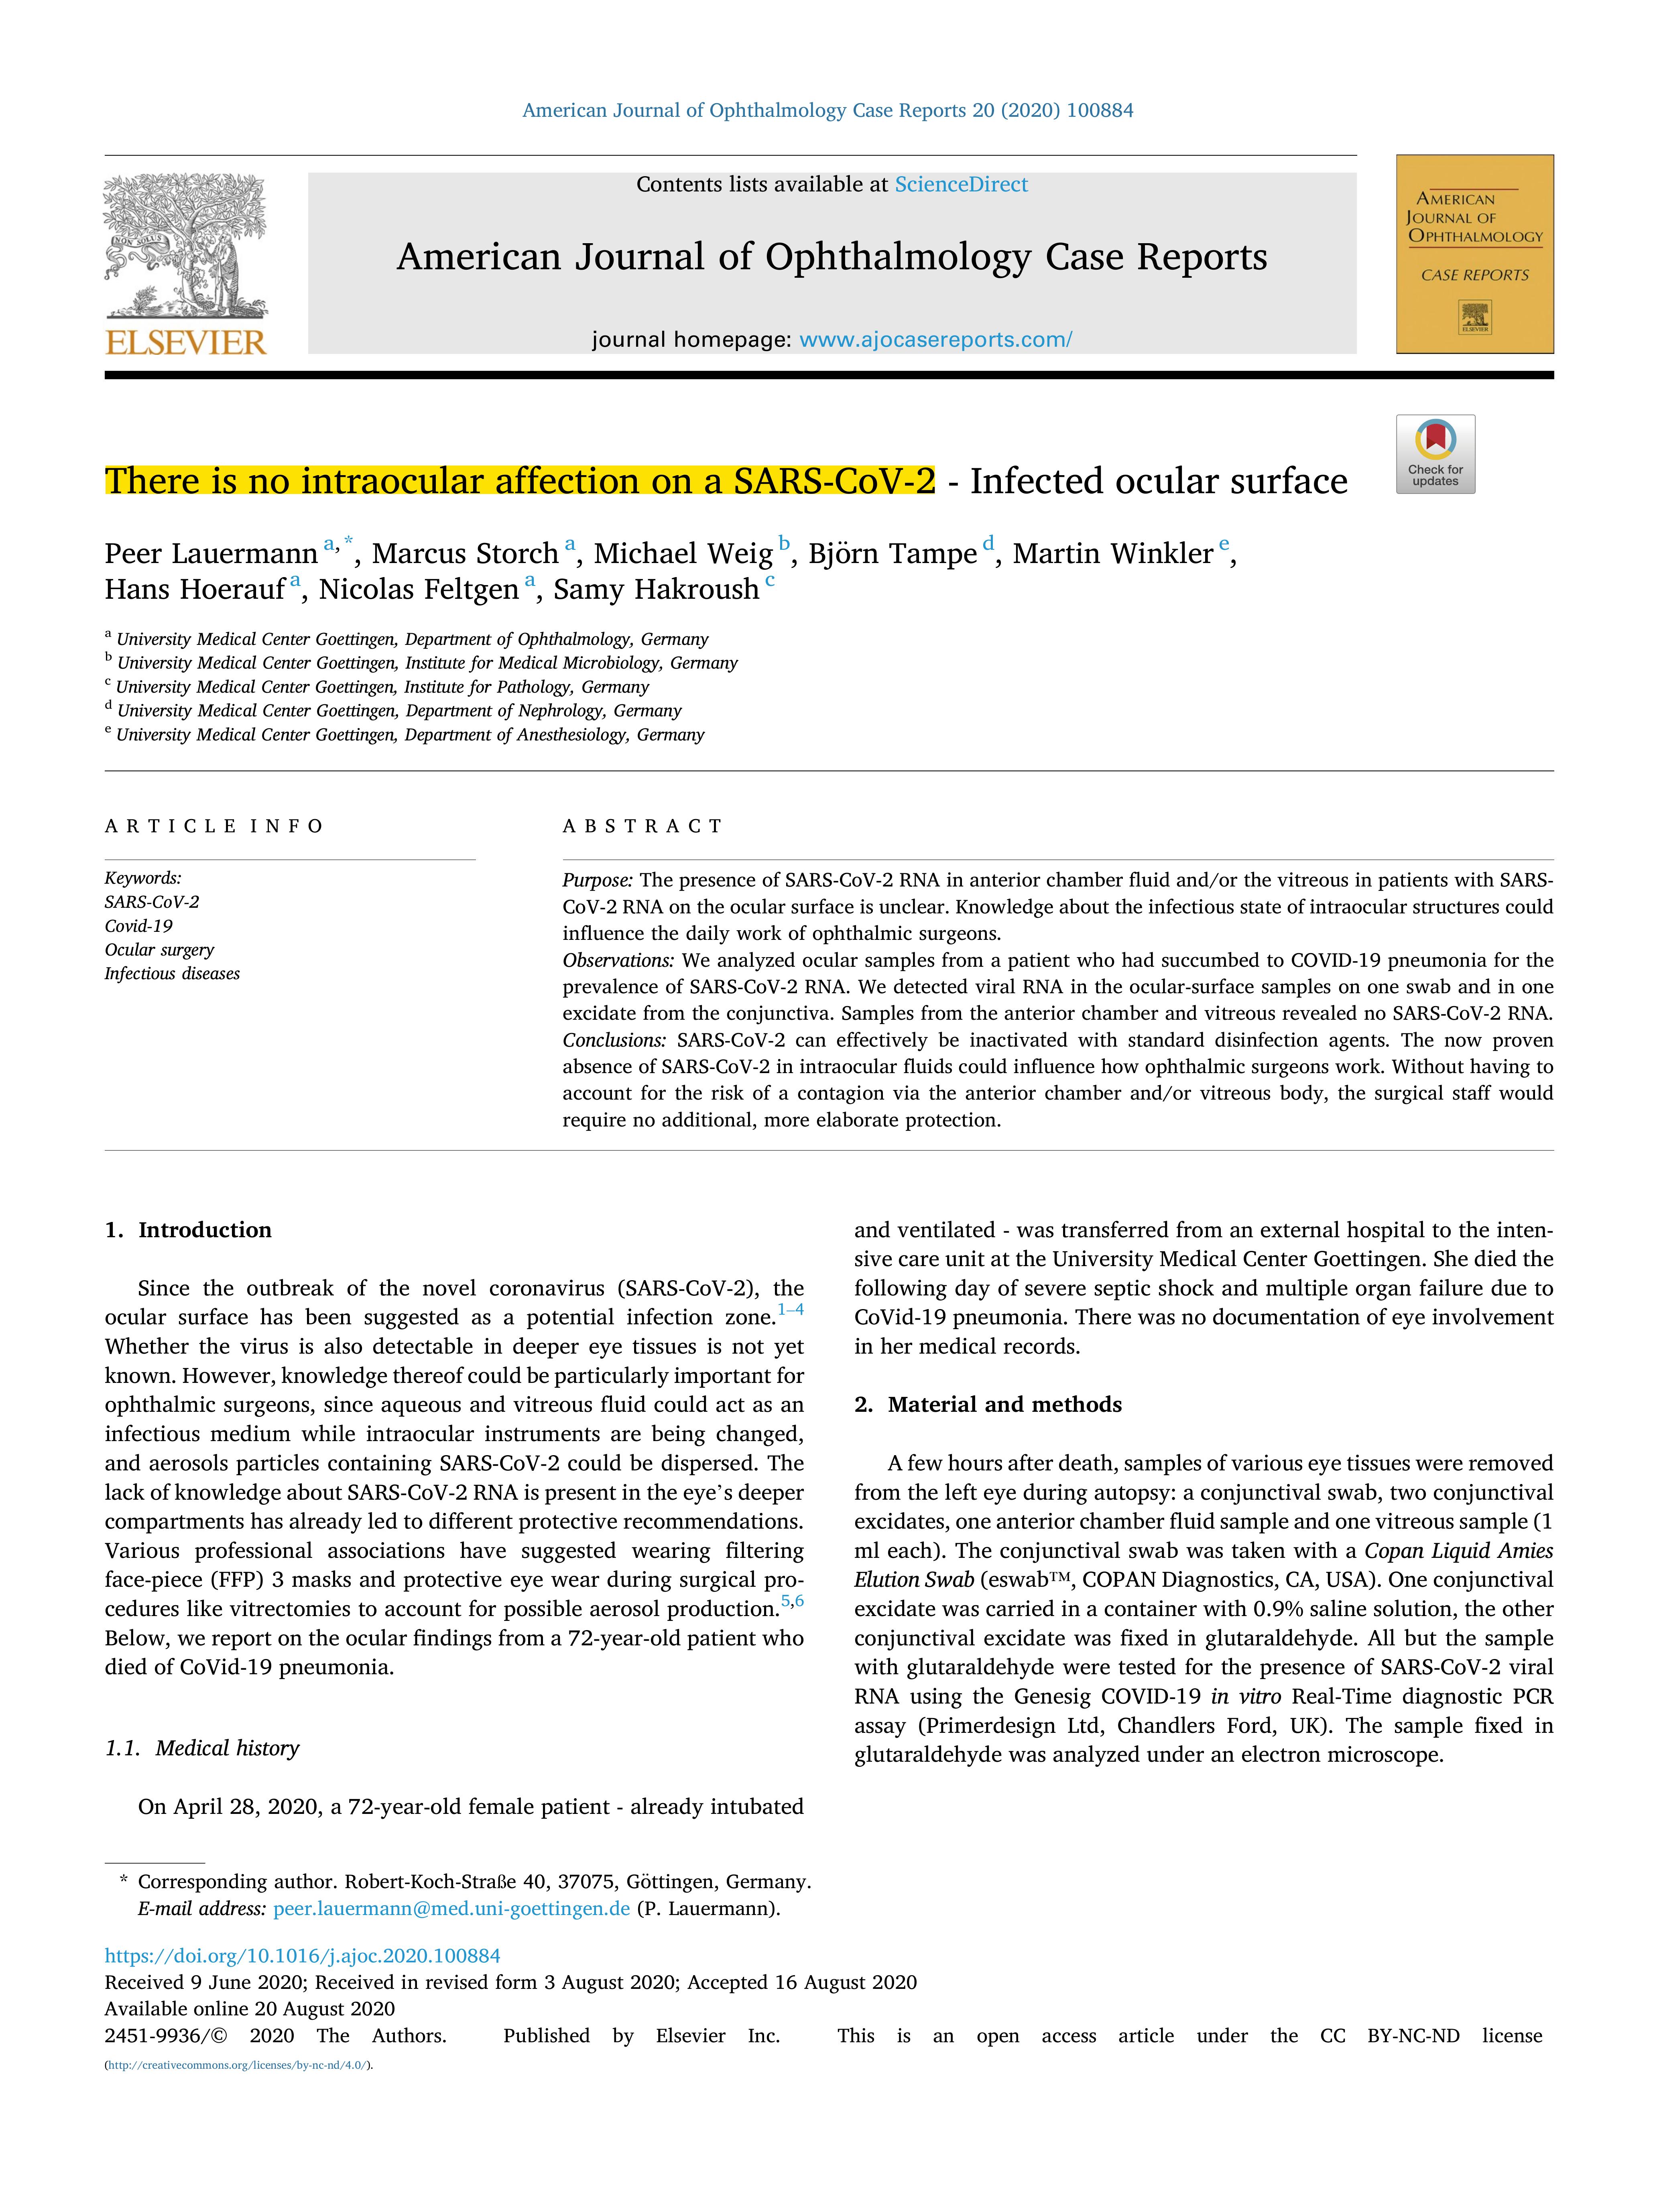 American Journal of Ophthalmology Case Reports 20 (2020) 100884
Contents lists available at ScienceDirect
American Journal of Ophthalmology Case Reports
journal homepage: www.ajocasereports.com/
NON SOLUS
ELSEVIER
AMERICAN
JOURNAL OF
OPHTHALMOLOGY
CASE REPORTS
ELSEVIER
Check for
updates
There is no intraocular affection on a SARS-CoV-2 - Infected ocular surface
Peer Lauermann a,*, Marcus Storch a, Michael Weig b, Björn Tampe d, Martin Winkler e,
Hans Hoerauf a, Nicolas Feltgen a, Samy Hakroush c
a University Medical Center Goettingen, Department of Ophthalmology, Germany
b University Medical Center Goettingen, Institute for Medical Microbiology, Germany
c University Medical Center Goettingen, Institute for Pathology, Germany
d University Medical Center Goettingen, Department of Nephrology, Germany
e University Medical Center Goettingen, Department of Anesthesiology, Germany
ARTICLE INFO
Keywords:
SARS-CoV-2
Covid-19
Ocular surgery
Infectious diseases
ABSTRACT
Purpose: The presence of SARS-CoV-2 RNA in anterior chamber fluid and/or the vitreous in patients with SARS-
CoV-2 RNA on the ocular surface is unclear. Knowledge about the infectious state of intraocular structures could
influence the daily work of ophthalmic surgeons.
Observations: We analyzed ocular samples from a patient who had succumbed to COVID-19 pneumonia for the
prevalence of SARS-CoV-2 RNA. We detected viral RNA in the ocular-surface samples on one swab and in one
excidate from the conjunctiva. Samples from the anterior chamber and vitreous revealed no SARS-CoV-2 RNA.
Conclusions: SARS-CoV-2 can effectively be inactivated with standard disinfection agents. The now proven
absence of SARS-CoV-2 in intraocular fluids could influence how ophthalmic surgeons work. Without having to
account for the risk of a contagion via the anterior chamber and/or vitreous body, the surgical staff would
require no additional, more elaborate protection.
1. Introduction
Since the outbreak of the novel coronavirus (SARS-CoV-2), the
ocular surface has been suggested as a potential infection zone.1–4
Whether the virus is also detectable in deeper eye tissues is not yet
known. However, knowledge thereof could be particularly important for
ophthalmic surgeons, since aqueous and vitreous fluid could act as an
infectious medium while intraocular instruments are being changed,
and aerosols particles containing SARS-CoV-2 could be dispersed. The
lack of knowledge about SARS-CoV-2 RNA is present in the eye's deeper
compartments has already led to different protective recommendations.
Various professional associations have suggested wearing filtering
face-piece (FFP) 3 masks and protective eye wear during surgical pro-
cedures like vitrectomies to account for possible aerosol production.5,6
Below, we report on the ocular findings from a 72-year-old patient who
died of CoVid-19 pneumonia.
1.1. Medical history
On April 28, 2020, a 72-year-old female patient - already intubated
and ventilated - was transferred from an external hospital to the inten-
sive care unit at the University Medical Center Goettingen. She died the
following day of severe septic shock and multiple organ failure due to
CoVid-19 pneumonia. There was no documentation of eye involvement
in her medical records.
2. Material and methods
A few hours after death, samples of various eye tissues were removed
from the left eye during autopsy: a conjunctival swab, two conjunctival
excidates, one anterior chamber fluid sample and one vitreous sample (1
ml each). The conjunctival swab was taken with a Copan Liquid Amies
Elution Swab (eswab™, COPAN Diagnostics, CA, USA). One conjunctival
excidate was carried in a container with 0.9% saline solution, the other
conjunctival excidate was fixed in glutaraldehyde. All but the sample
with glutaraldehyde were tested for the presence of SARS-CoV-2 viral
RNA using the Genesig COVID-19 in vitro Real-Time diagnostic PCR
assay (Primerdesign Ltd, Chandlers Ford, UK). The sample fixed in
glutaraldehyde was analyzed under an electron microscope.
* Corresponding author. Robert-Koch-Straße 40, 37075, Göttingen, Germany.
E-mail address: peer.lauermann@med.uni-goettingen.de (P. Lauermann).
https://doi.org/10.1016/j.ajoc.2020.100884
Received 9 June 2020; Received in revised form 3 August 2020; Accepted 16 August 2020
Available online 20 August 2020
2451-9936/© 2020 The Authors. Published by Elsevier Inc. This is an open access article under the CC BY-NC-ND license
(http://creativecommons.org/licenses/by-nc-nd/4.0/).